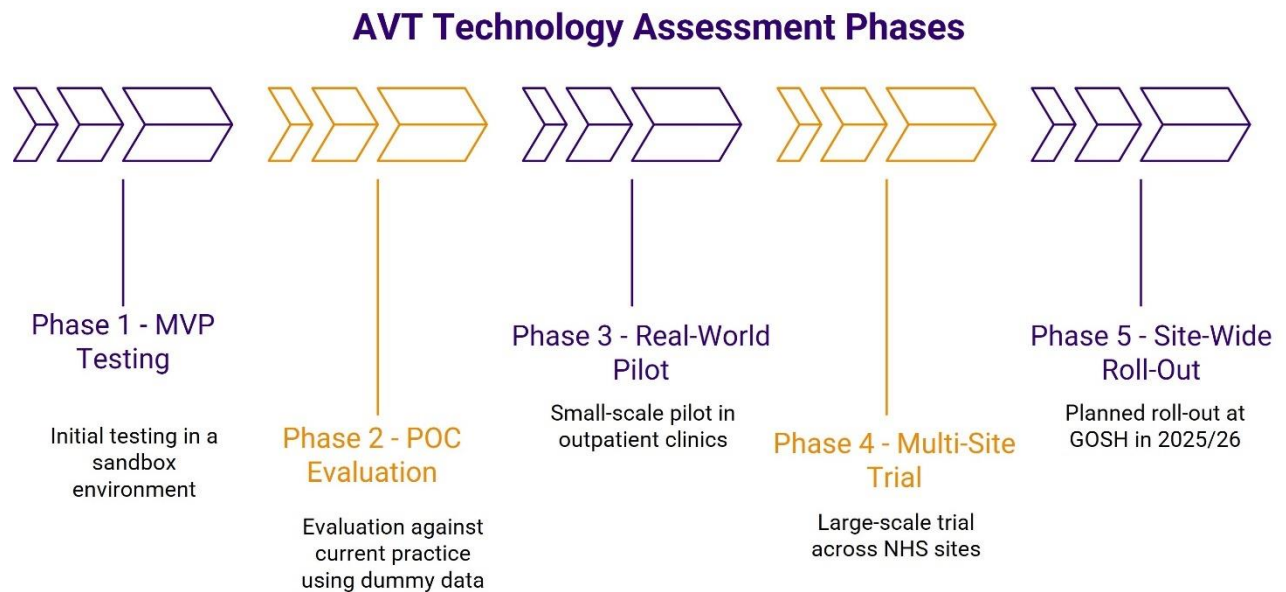 AVT Technology Assessment Phases
Phase 1 - MVP
Testing
Initial testing in a
sandbox
environment
Phase 2 - POC
Evaluation
Evaluation against
current practice
using dummy data
Phase 3 - Real-World
Pilot
Small-scale pilot in
outpatient clinics
Phase 4 - Multi-Site
Trial
Large-scale trial
across NHS sites
Phase 5 - Site-Wide
Roll-Out
Planned roll-out at
GOSH in 2025/26